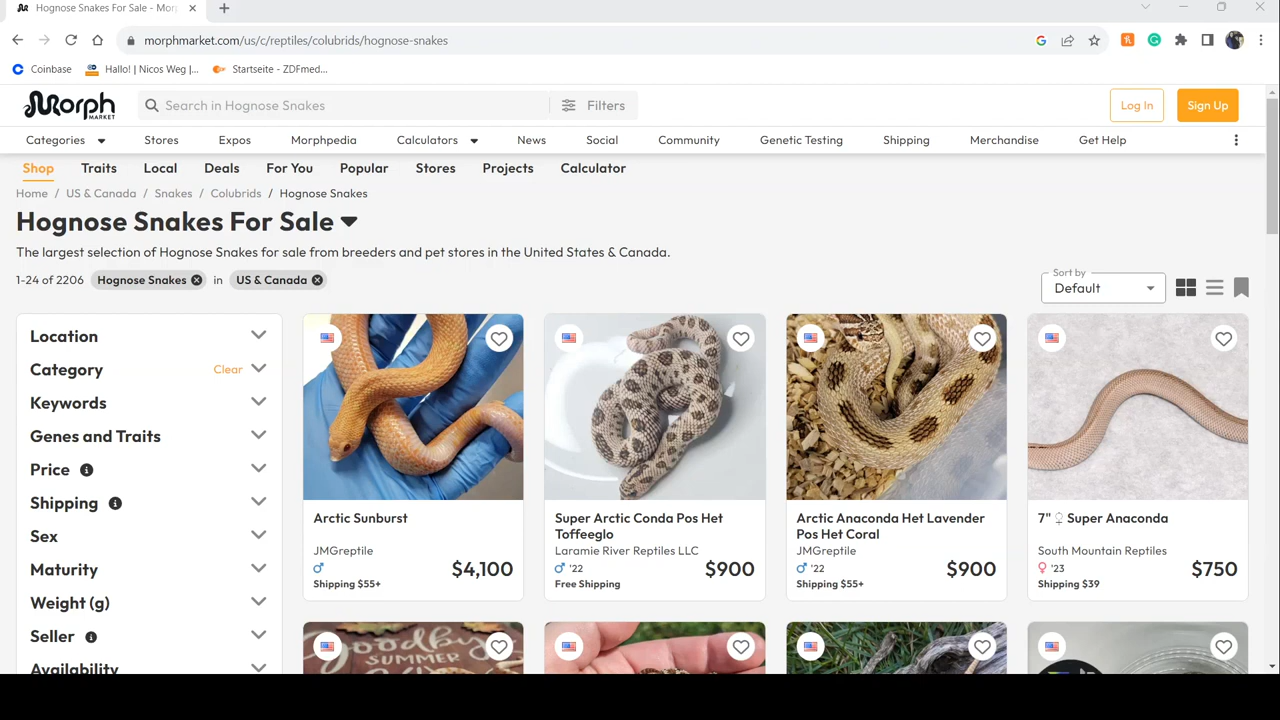 Hognose Snakes For Sale - Mor
morphmarket.com/us/c/reptiles/colubrids/hognose-snakes
Coinbase
Hallo! | Nicos Weg |...
Startseite - ZDFmed...
Morph MARKET
Search in Hognose Snakes
Filters
Log In
Sign Up
Categories
Stores
Expos
Morphpedia
Calculators
News
Social
Community
Genetic Testing
Shipping
Merchandise
Get Help
Shop
Traits
Local
Deals
For You
Popular
Stores
Projects
Calculator
Home / US & Canada / Snakes / Colubrids / Hognose Snakes
Hognose Snakes For Sale
The largest selection of Hognose Snakes for sale from breeders and pet stores in the United States & Canada.
1-24 of 2206 Hognose Snakes in US & Canada
Sort by
Default
Location
Category
Clear
Keywords
Genes and Traits
Price
Shipping
Sex
Maturity
Weight (g)
Seller
Availability
Arctic Sunburst
JMGreptile
♂
$4,100
Shipping $55+
Super Arctic Conda Pos Het
Toffeeglo
Laramie River Reptiles LLC
♂ '22
$900
Free Shipping
Arctic Anaconda Het Lavender
Pos Het Coral
JMGreptile
♂ '22
$900
Shipping $55+
7" ♀ Super Anaconda
South Mountain Reptiles
♀ '23
$750
Shipping $39
Goodbye
SUMMER